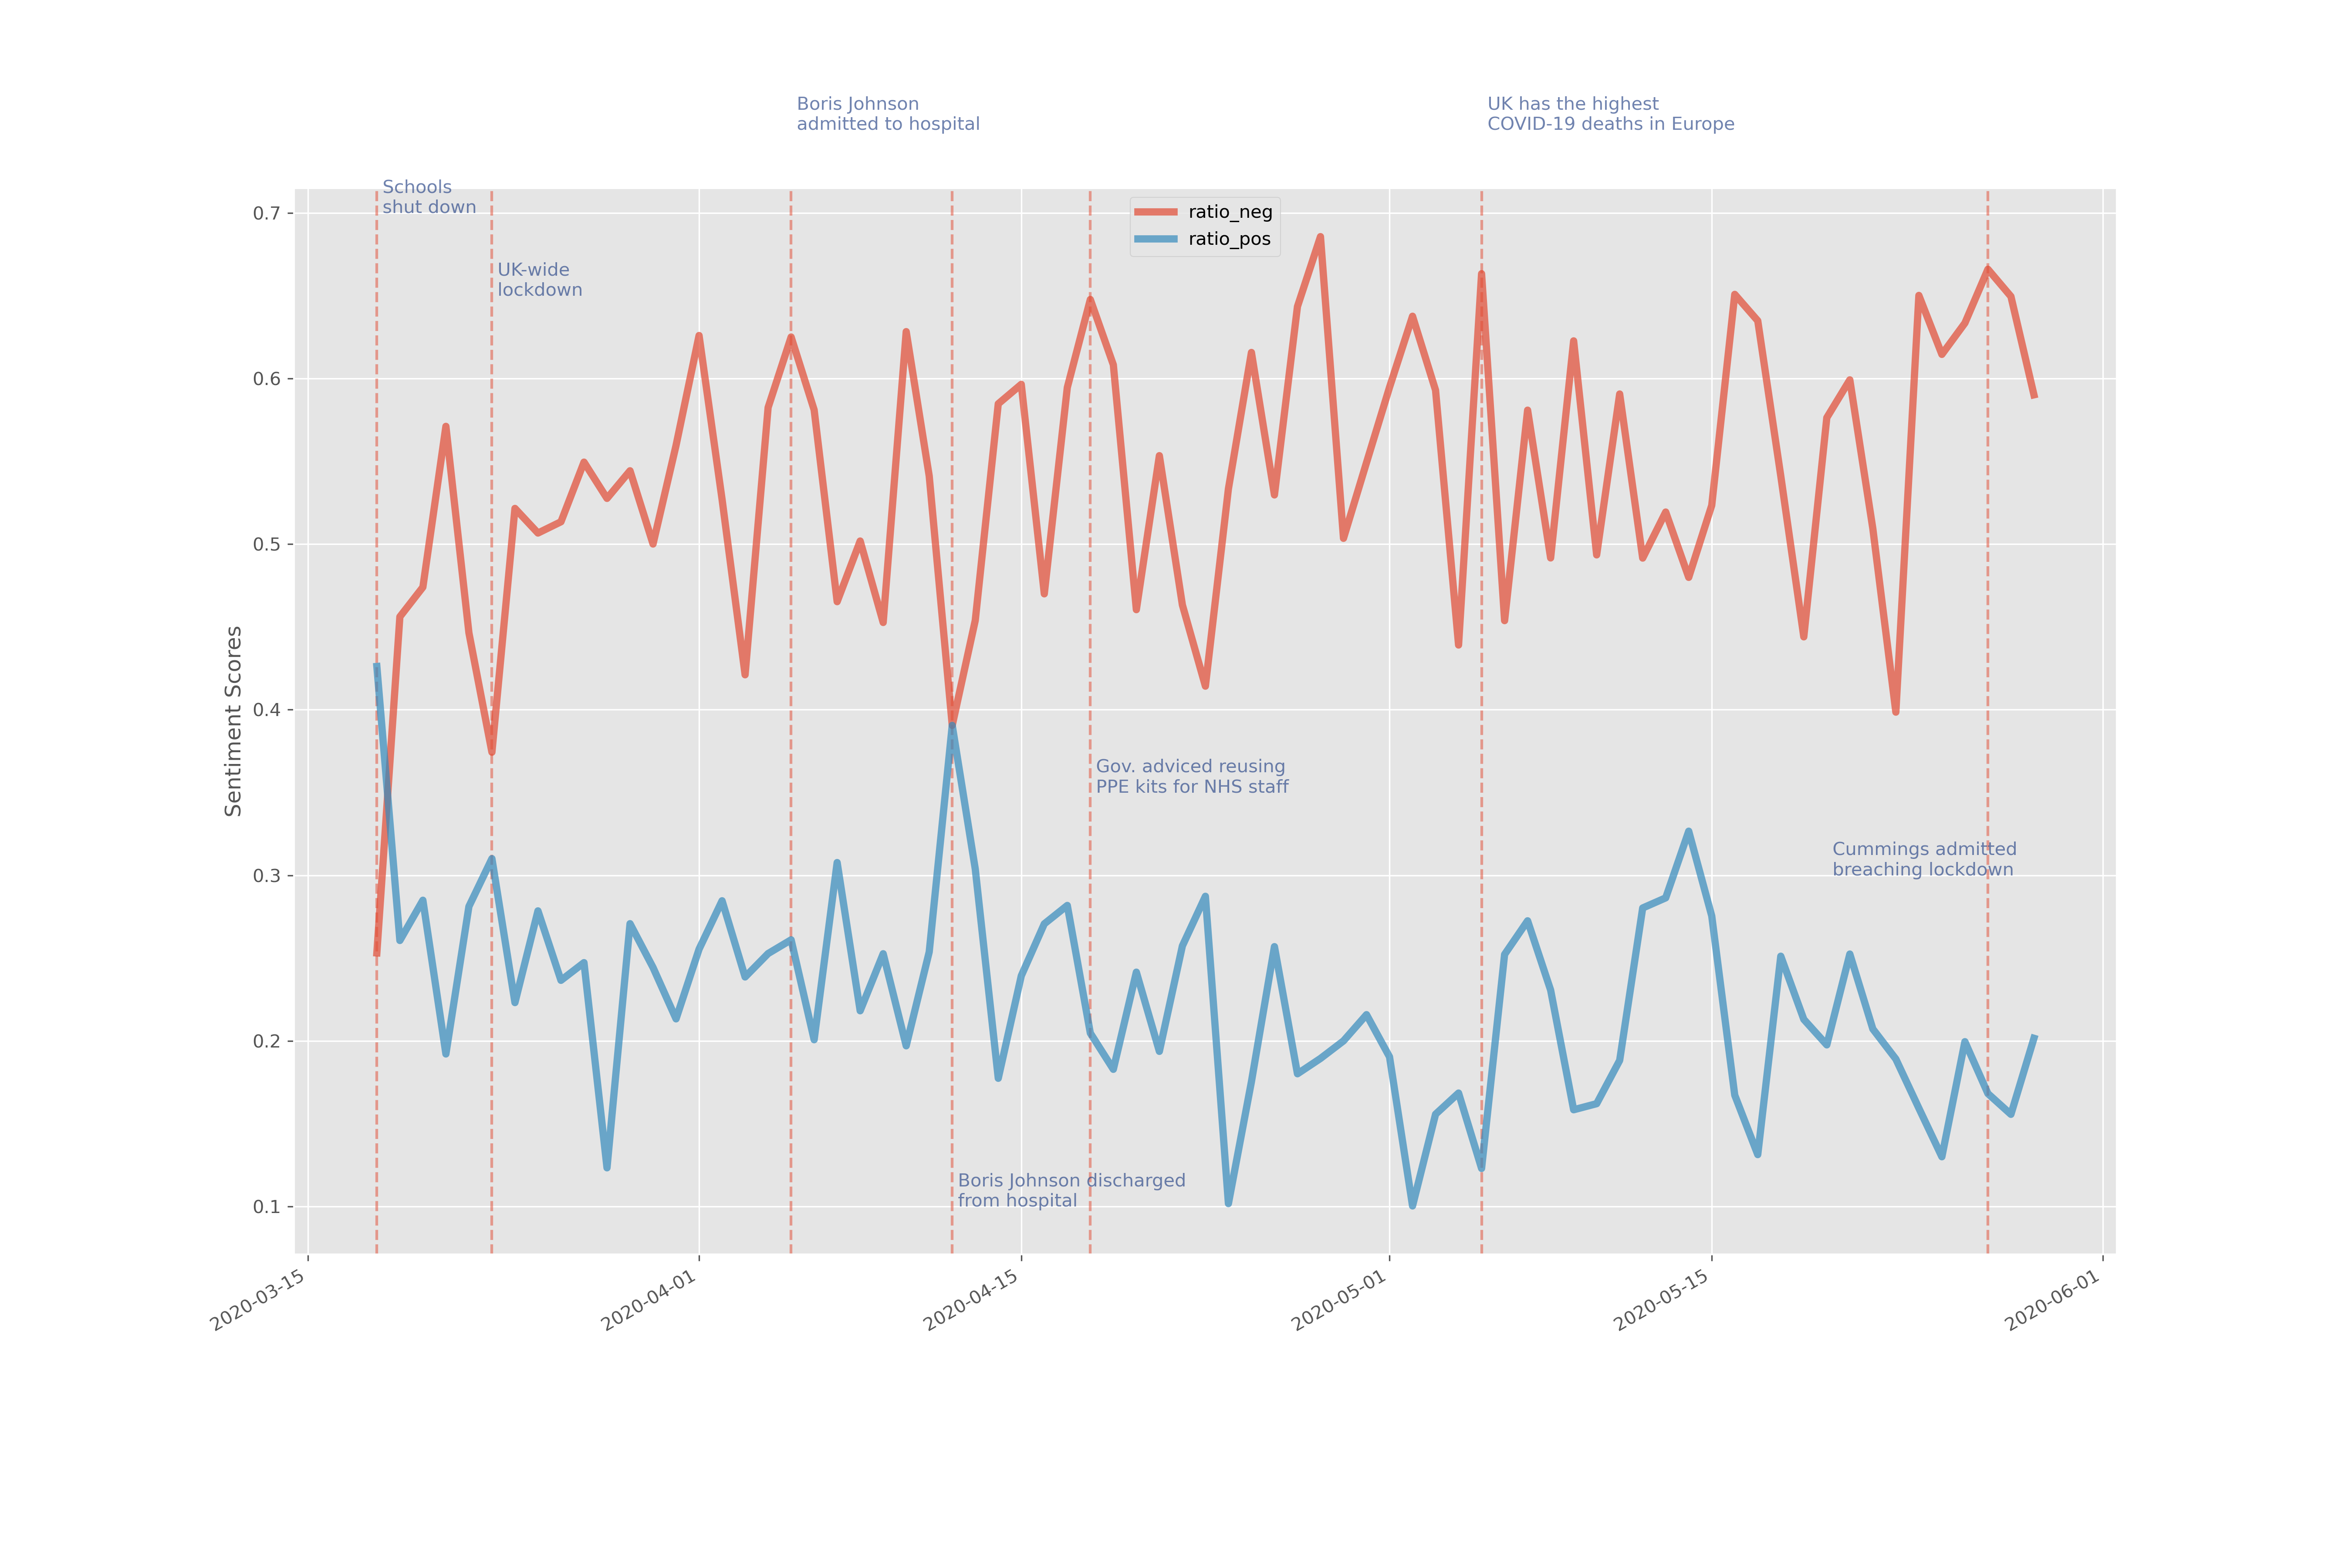 Boris Johnson
admitted to hospital
UK has the highest
COVID-19 deaths in Europe
Schools
shut down
ratio_neg
ratio_pos
UK-wide
lockdown
Gov. adviced reusing
PPE kits for NHS staff
Cummings admitted
breaching lockdown
Boris Johnson discharged
from hospital
Sentiment Scores
0.7
0.6
0.5
0.4
0.3
0.2
0.1
2020-03-15
2020-04-01
2020-04-15
2020-05-01
2020-05-15
2020-06-01